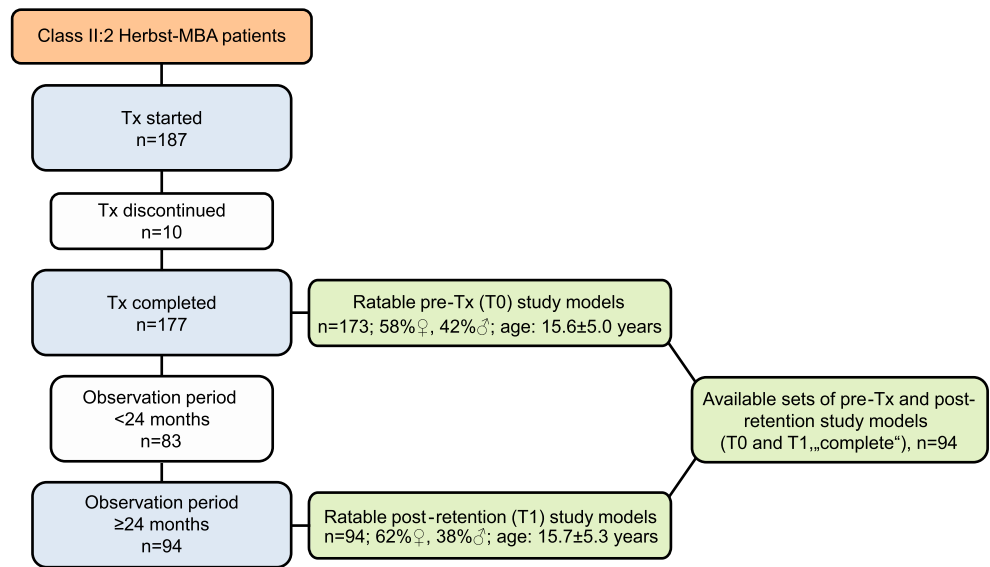 Class II:2 Herbst-MBA patients
Tx started
n=187
Tx discontinued
n=10
Tx completed
n=177
Ratable pre-Tx (T0) study models
n=173; 58%♀, 42%♂; age: 15.6±5.0 years
Observation period
<24 months
n=83
Available sets of pre-Tx and post-
retention study models
(T0 and T1,„complete“), n=94
Observation period
≥24 months
n=94
Ratable post-retention (T1) study models
n=94; 62%♀, 38%♂; age: 15.7±5.3 years